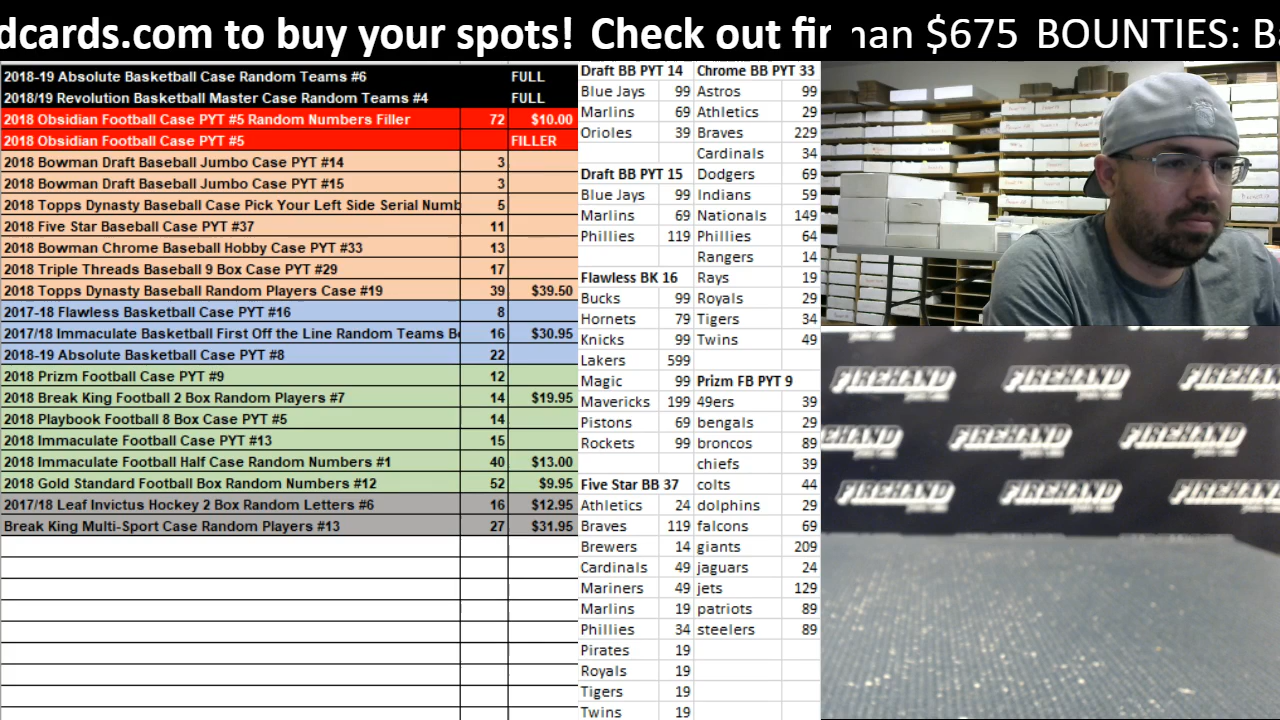 dcards.com to buy your spots! Check out fir
han $675 BOUNTIES: Ba
2018-19 Absolute Basketball Case Random Teams #6 FULL
2018/19 Revolution Basketball Master Case Random Teams #4 FULL
2018 Obsidian Football Case PYT #5 Random Numbers Filler 72 $10.00
2018 Obsidian Football Case PYT #5 FILLER
2018 Bowman Draft Baseball Jumbo Case PYT #14 3
2018 Bowman Draft Baseball Jumbo Case PYT #15 3
2018 Topps Dynasty Baseball Case Pick Your Left Side Serial Numb 5
2018 Five Star Baseball Case PYT #37 11
2018 Bowman Chrome Baseball Hobby Case PYT #33 13
2018 Triple Threads Baseball 9 Box Case PYT #29 17
2018 Topps Dynasty Baseball Random Players Case #19 39 $39.50
2017-18 Flawless Basketball Case PYT #16 8
2017/18 Immaculate Basketball First Off the Line Random Teams Bo 16 $30.95
2018-19 Absolute Basketball Case PYT #8 22
2018 Prizm Football Case PYT #9 12
2018 Break King Football 2 Box Random Players #7 14 $19.95
2018 Playbook Football 8 Box Case PYT #5 14
2018 Immaculate Football Case PYT #13 15
2018 Immaculate Football Half Case Random Numbers #1 40 $13.00
2018 Gold Standard Football Box Random Numbers #12 52 $9.95
2017/18 Leaf Invictus Hockey 2 Box Random Letters #6 16 $12.95
Break King Multi-Sport Case Random Players #13 27 $31.95
Draft BB PYT 14
Blue Jays 99
Marlins 69
Orioles 39
Draft BB PYT 15
Blue Jays 99
Marlins 69
Phillies 119
Flawless BK 16
Bucks 99
Hornets 79
Knicks 99
Lakers 599
Magic 99
Mavericks 199
Pistons 69
Rockets 99
Five Star BB 37
Athletics 24
Braves 119
Brewers 14
Cardinals 49
Mariners 49
Marlins 19
Phillies 34
Pirates 19
Royals 19
Tigers 19
Twins 19
Chrome BB PYT 33
Astros 99
Athletics 29
Braves 229
Cardinals 34
Dodgers 69
Indians 59
Nationals 149
Phillies 64
Rangers 14
Rays 19
Royals 29
Tigers 34
Twins 49
Prizm FB PYT 9
49ers 39
bengals 29
broncos 89
chiefs 39
colts 44
dolphins 29
falcons 69
giants 209
jaguars 24
jets 129
patriots 89
steelers 89
FIREHAND FIREHAND FIREHAND
FIREHAND FIREHAND FIREHAND
FIREHAND FIREHAND FIREHAND